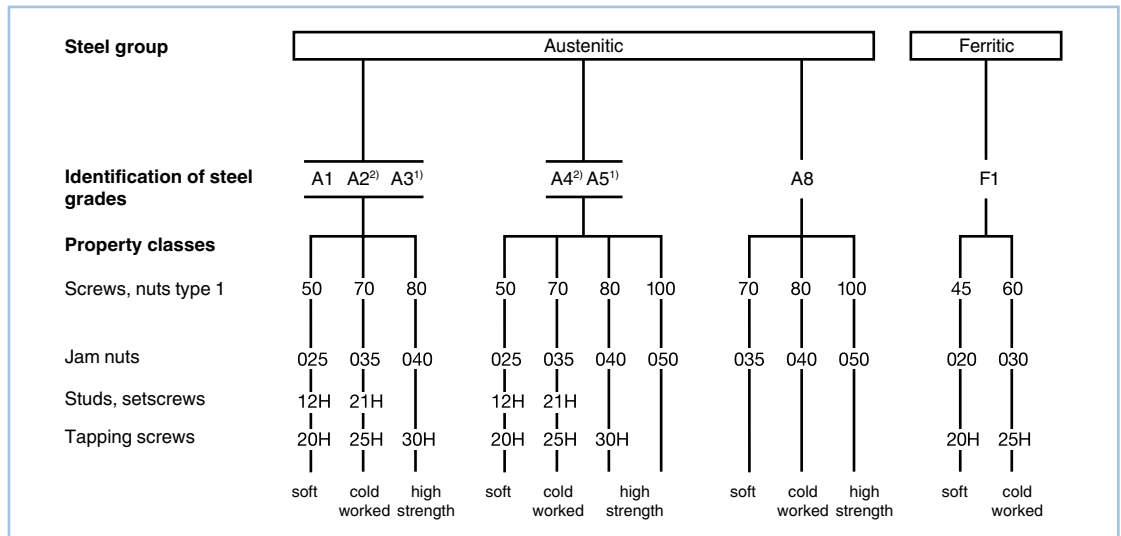 Steel group Austenitic Ferritic
Identification of steel grades A1 A2²⁾ A3¹⁾ A4²⁾ A5¹⁾ A8 F1
Property classes
Screws, nuts type 1 50 70 80 50 70 80 100 70 80 100 45 60
Jam nuts 025 035 040 025 035 040 050 035 040 050 020 030
Studs, setscrews 12H 21H 12H 21H
Tapping screws 20H 25H 30H 20H 25H 30H 20H 25H
soft cold high soft cold high soft cold high soft cold
worked strength worked strength worked strength worked